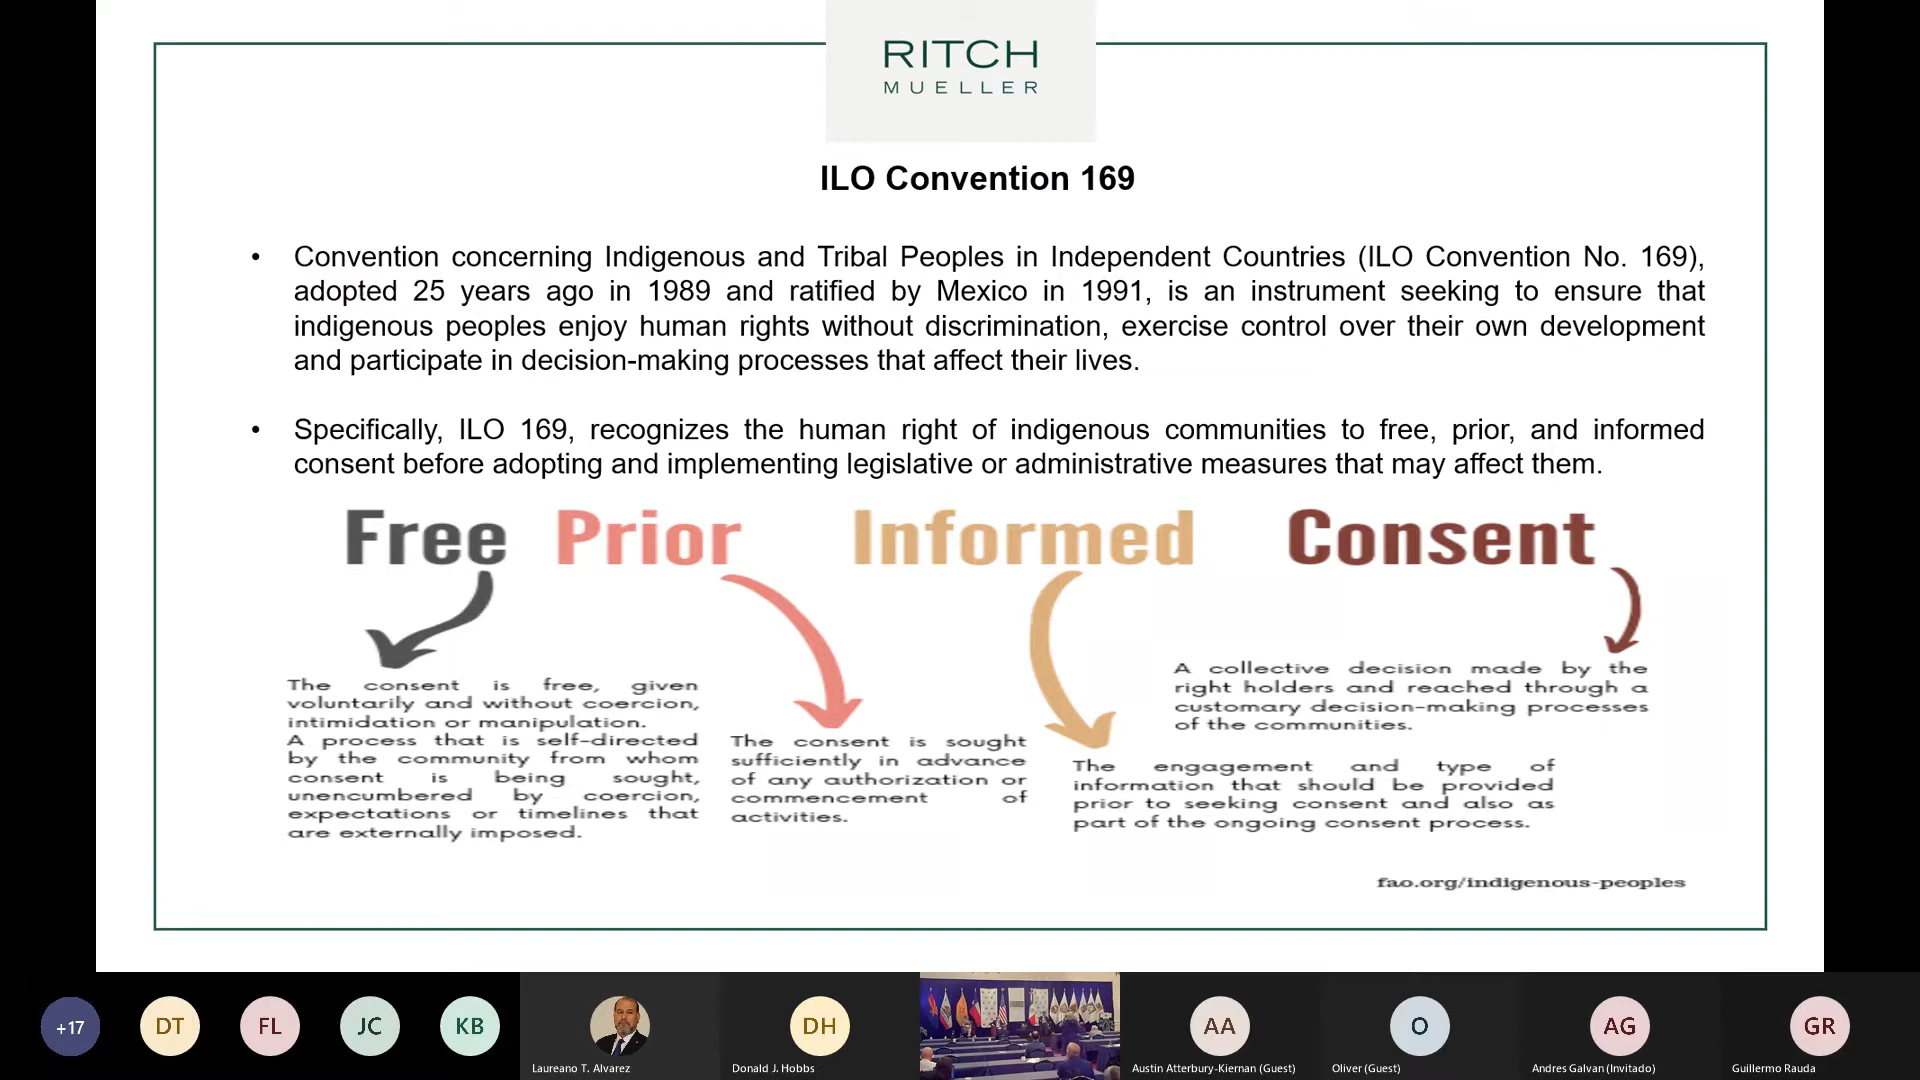 RITCH
MUELLER
ILO Convention 169
• Convention concerning Indigenous and Tribal Peoples in Independent Countries (ILO Convention No. 169),
adopted 25 years ago in 1989 and ratified by Mexico in 1991, is an instrument seeking to ensure that
indigenous peoples enjoy human rights without discrimination, exercise control over their own development
and participate in decision-making processes that affect their lives.
• Specifically, ILO 169, recognizes the human right of indigenous communities to free, prior, and informed
consent before adopting and implementing legislative or administrative measures that may affect them.
Free Prior Informed Consent
The consent is free, given
voluntarily and without coercion,
intimidation or manipulation.
A process that is self-directed
by the community from whom
consent is being sought,
unencumbered by coercion,
expectations or timelines that
are externally imposed.
The consent is sought
sufficiently in advance
of any authorization or
commencement of
activities.
The engagement and type of
information that should be provided
prior to seeking consent and also as
part of the ongoing consent process.
A collective decision made by the
right holders and reached through a
customary decision-making processes
of the communities.
fao.org/indigenous-peoples
+17
DT
FL
JC
KB
Laureano T. Alvarez
DH
Donald J. Hobbs
AA
Austin Atterbury-Kiernan (Guest)
O
Oliver (Guest)
AG
Andres Galvan (Invitado)
GR
Guillermo Rauda